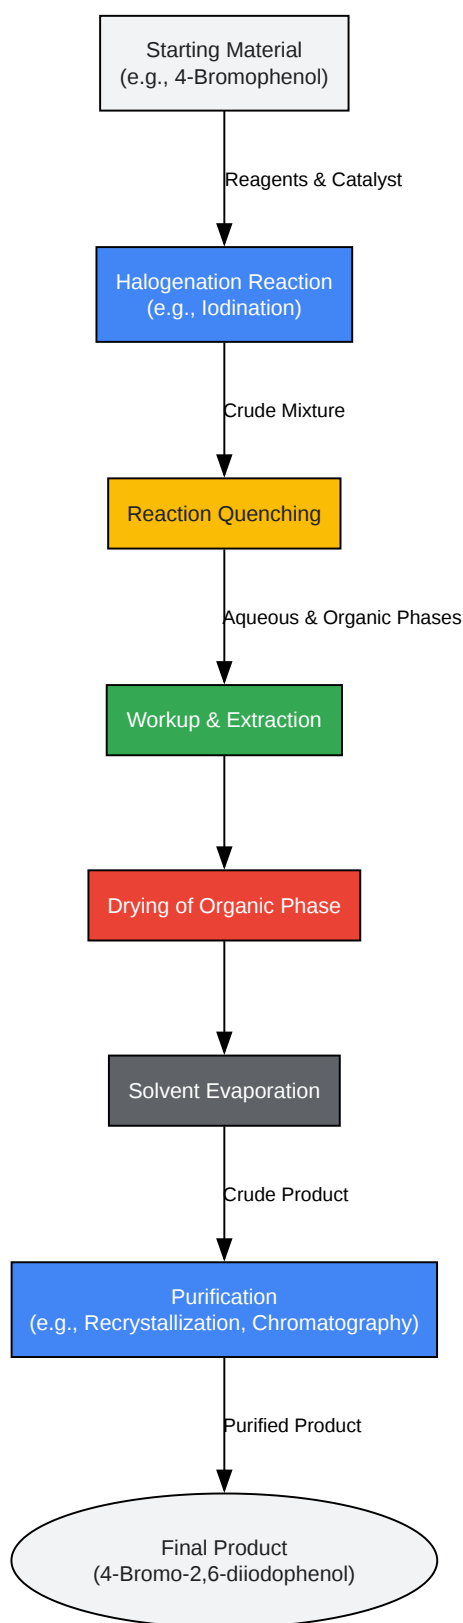 Starting Material
(e.g., 4-Bromophenol)
Reagents & Catalyst
Halogenation Reaction
(e.g., Iodination)
Crude Mixture
Reaction Quenching
Aqueous & Organic Phases
Workup & Extraction
Drying of Organic Phase
Solvent Evaporation
Crude Product
Purification
(e.g., Recrystallization, Chromatography)
Purified Product
Final Product
(4-Bromo-2,6-diiodophenol)